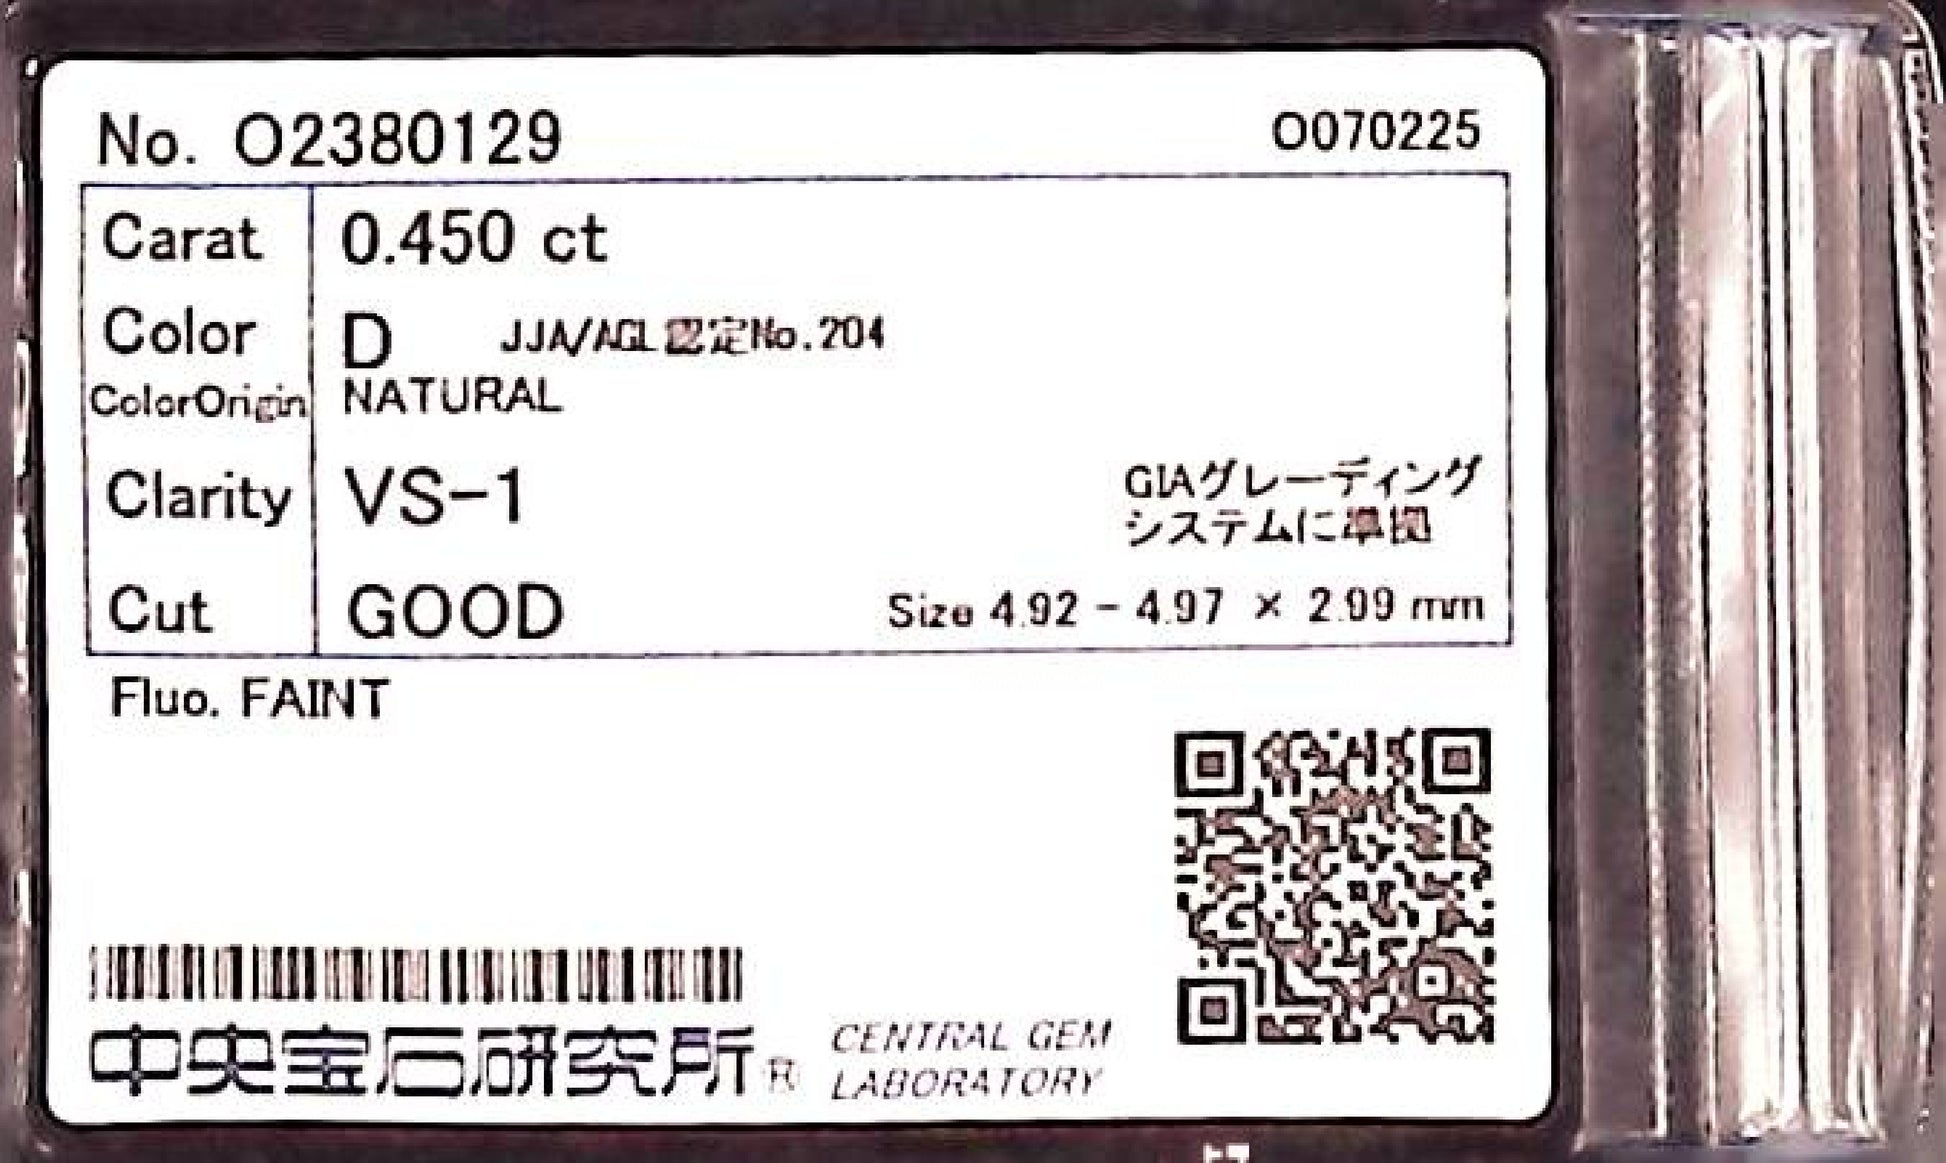 No. O2380129 O070225
Carat 0.450 ct
Color D JJA/AGL認定No.204
ColorOrigin NATURAL
Clarity VS-1 GIAグレーディング
システムに準拠
Cut GOOD Size 4.92 - 4.97 × 2.99 mm
Fluo. FAINT
中央宝石研究所® CENTRAL GEM
LABORATORY